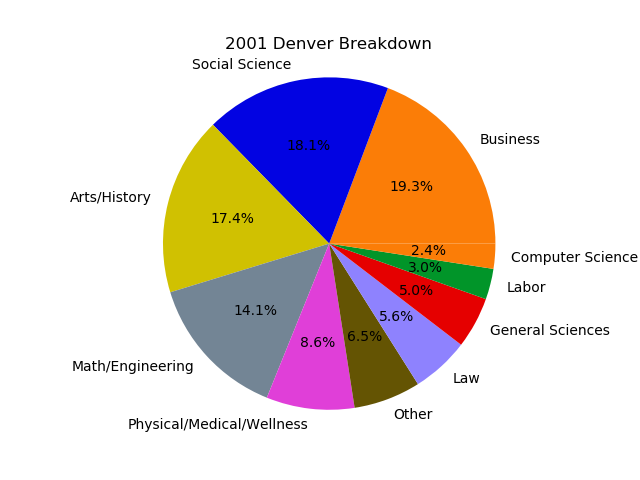 2001 Denver Breakdown
Social Science
Business
18.1%
19.3%
Arts/History
17.4%
2.4%
Computer Science
3.0%
Labor
5.0%
General Sciences
14.1%
5.6%
6.5%
8.6%
Math/Engineering
Law
Other
Physical/Medical/Wellness